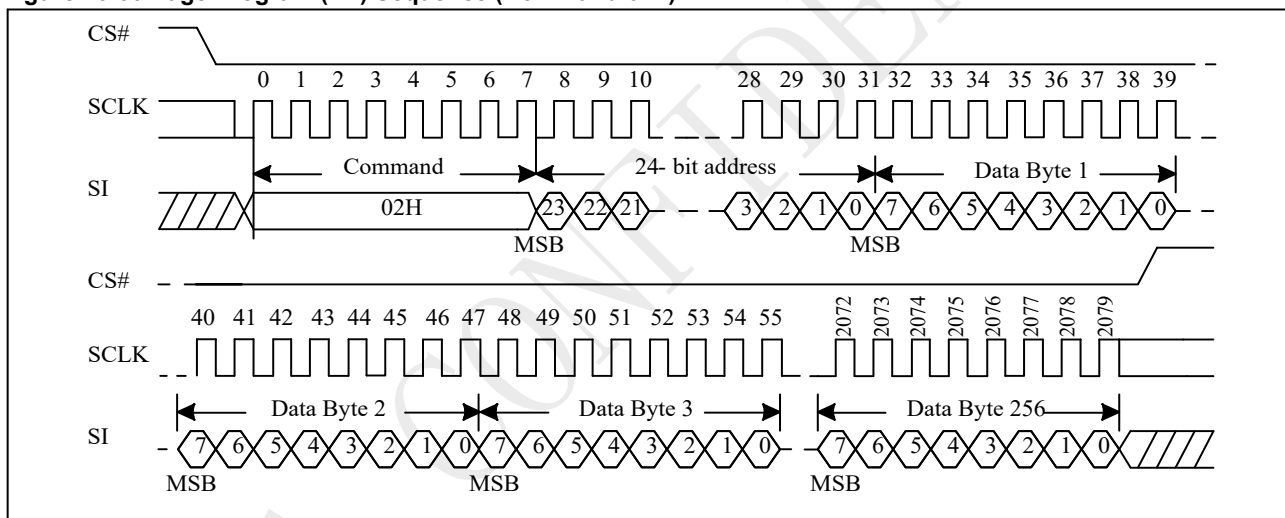 CS#
0 1 2 3 4 5 6 7 8 9 10 28 29 30 31 32 33 34 35 36 37 38 39
SCLK
Command 24- bit address Data Byte 1
SI
02H 23 22 21 3 2 1 0 7 6 5 4 3 2 1 0
MSB MSB
CS#
40 41 42 43 44 45 46 47 48 49 50 51 52 53 54 55 2072 2073 2074 2075 2076 2077 2078 2079
SCLK
Data Byte 2 Data Byte 3 Data Byte 256
SI
7 6 5 4 3 2 1 0 7 6 5 4 3 2 1 0 7 6 5 4 3 2 1 0
MSB MSB MSB